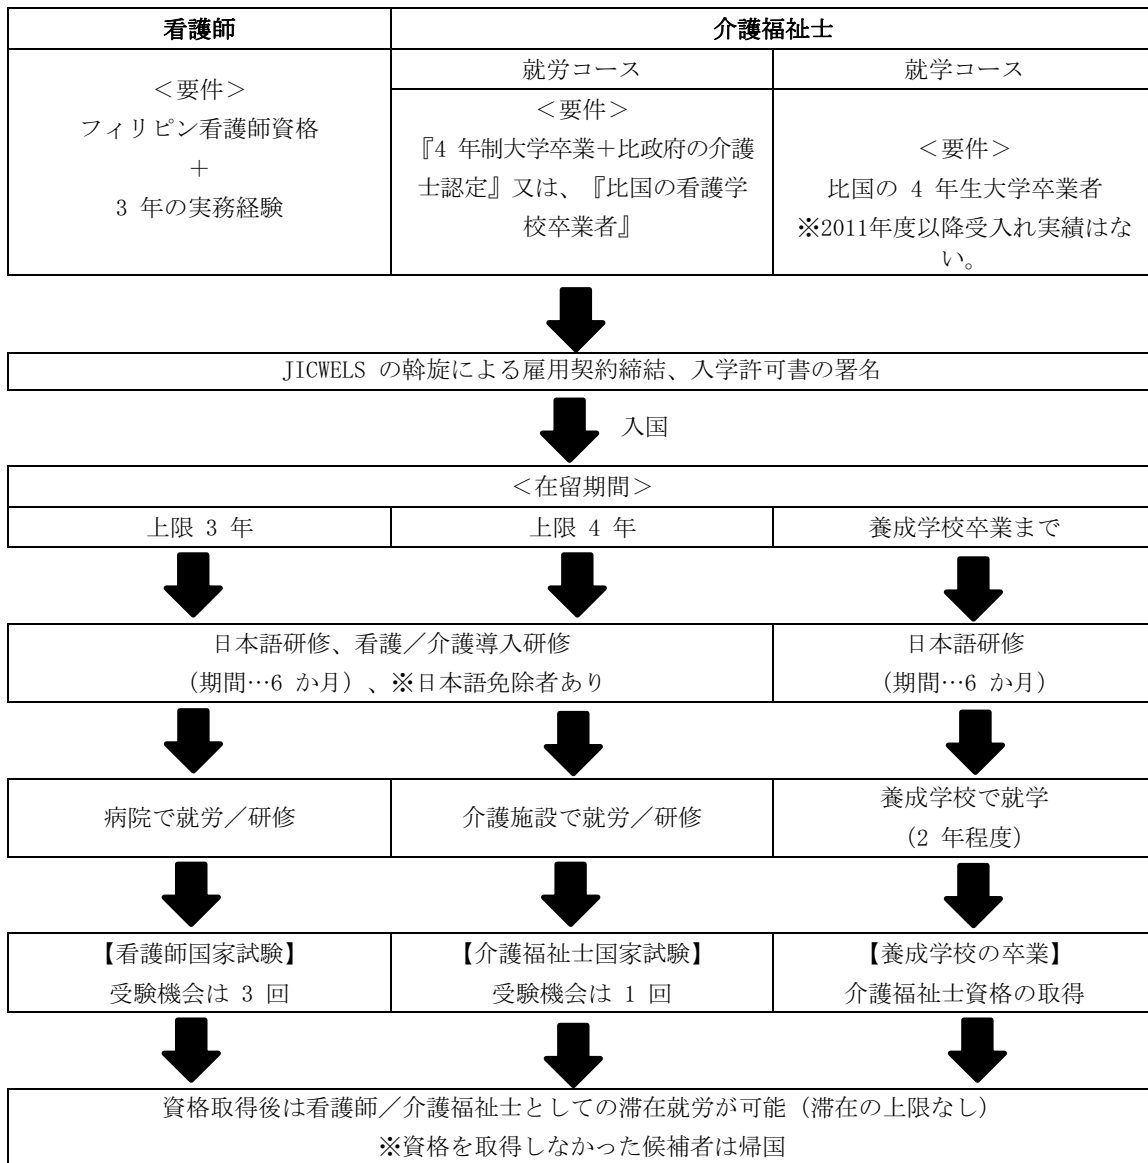 看護師
介護福祉士
＜要件＞
フィリピン看護師資格
＋
3 年の実務経験
就労コース
＜要件＞
『4 年制大学卒業＋比政府の介護
士認定』又は、『比国の看護学
校卒業者』
就学コース
＜要件＞
比国の 4 年生大学卒業者
※2011年度以降受入れ実績はな
い。
JICWELS の斡旋による雇用契約締結、入学許可書の署名
入国
＜在留期間＞
上限 3 年
上限 4 年
養成学校卒業まで
日本語研修、看護／介護導入研修
（期間…6 か月）、※日本語免除者あり
日本語研修
（期間…6 か月）
病院で就労／研修
介護施設で就労／研修
養成学校で就学
（2 年程度）
【看護師国家試験】
受験機会は 3 回
【介護福祉士国家試験】
受験機会は 1 回
【養成学校の卒業】
介護福祉士資格の取得
資格取得後は看護師／介護福祉士としての滞在就労が可能（滞在の上限なし）
※資格を取得しなかった候補者は帰国